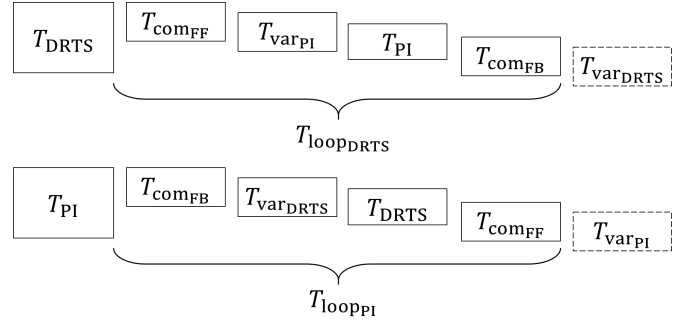 T_DRTS T_com_FF T_var_PI T_PI T_com_FB T_var_DRTS
T_loop_DRTS
T_PI T_com_FB T_var_DRTS T_DRTS T_com_FF T_var_PI
T_loop_PI